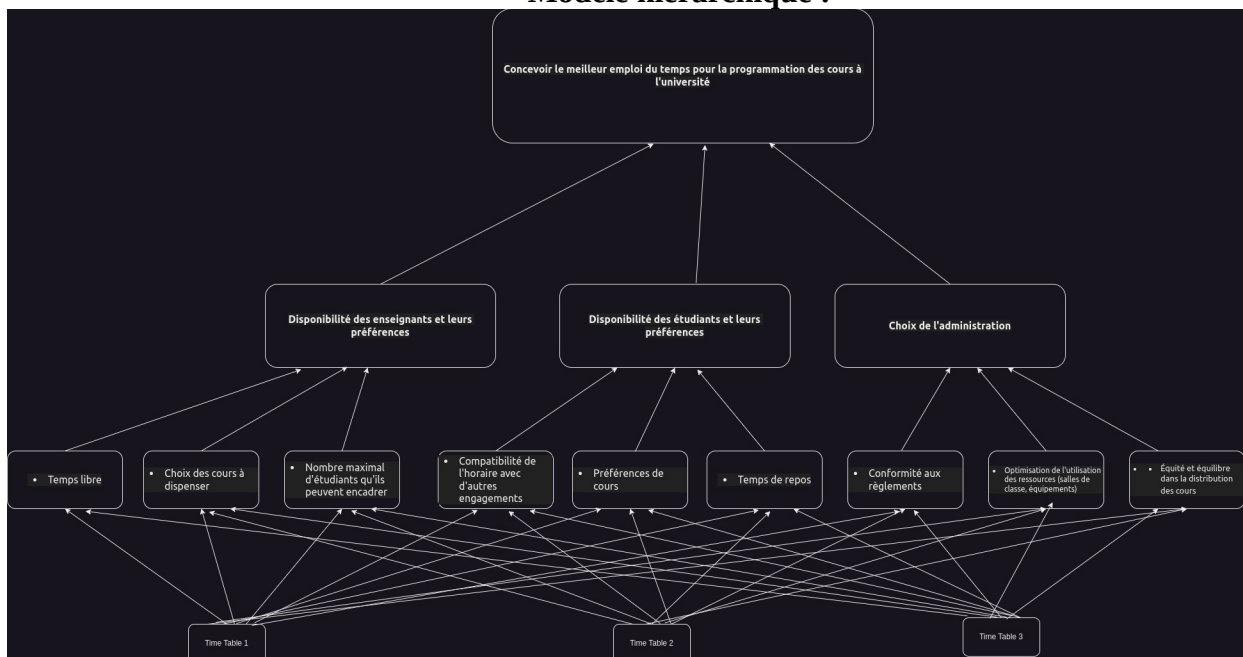 Modèle hiérarchique :
Concevoir le meilleur emploi du temps pour la programmation des cours à
l'université
Disponibilité des enseignants et leurs
préférences
Disponibilité des étudiants et leurs
préférences
Choix de l'administration
• Temps libre
• Choix des cours à
dispenser
• Nombre maximal
d'étudiants qu'ils
peuvent encadrer
• Compatibilité de
l'horaire avec
d'autres
engagements
• Préférences de
cours
• Temps de repos
• Conformité aux
règlements
• Optimisation de l'utilisation
des ressources (salles de
classe, équipements)
• • Équité et équilibre
dans la distribution
des cours
Time Table 1
Time Table 2
Time Table 3